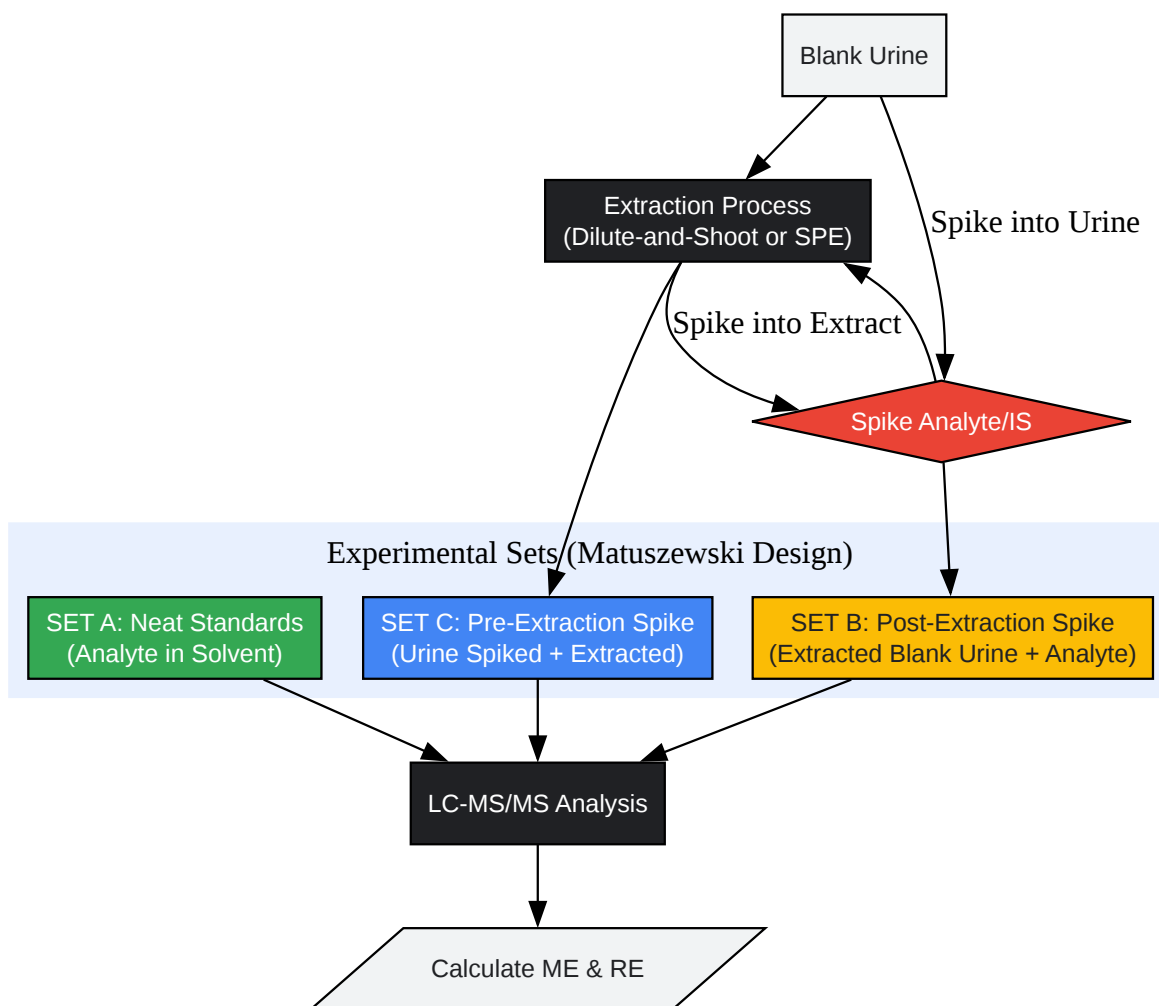 Blank Urine
Extraction Process
(Dilute-and-Shoot or SPE)
Spike into Urine
Spike into Extract
Spike Analyte/IS
Experimental Sets (Matuszewski Design)
SET A: Neat Standards
(Analyte in Solvent)
SET C: Pre-Extraction Spike
(Urine Spiked + Extracted)
SET B: Post-Extraction Spike
(Extracted Blank Urine + Analyte)
LC-MS/MS Analysis
Calculate ME & RE